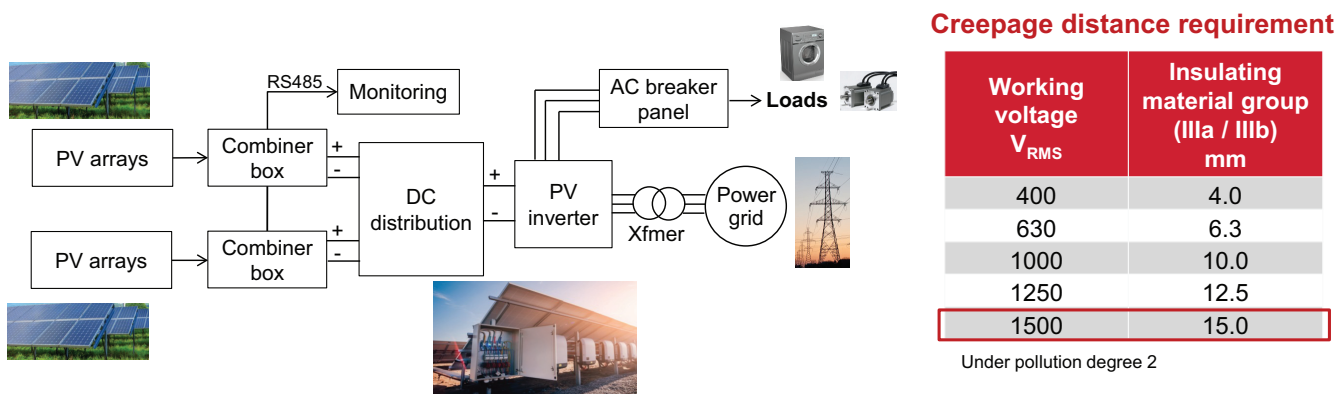 RS485
Monitoring
PV arrays
Combiner
box
+
-
DC
distribution
+
-
PV
inverter
AC breaker
panel
Loads
Xfmer
Power
grid
PV arrays
Combiner
box
+
-
Creepage distance requirement
Working
voltage
VRMS
Insulating
material group
(IIIa / IIIb)
mm
400 4.0
630 6.3
1000 10.0
1250 12.5
1500 15.0
Under pollution degree 2